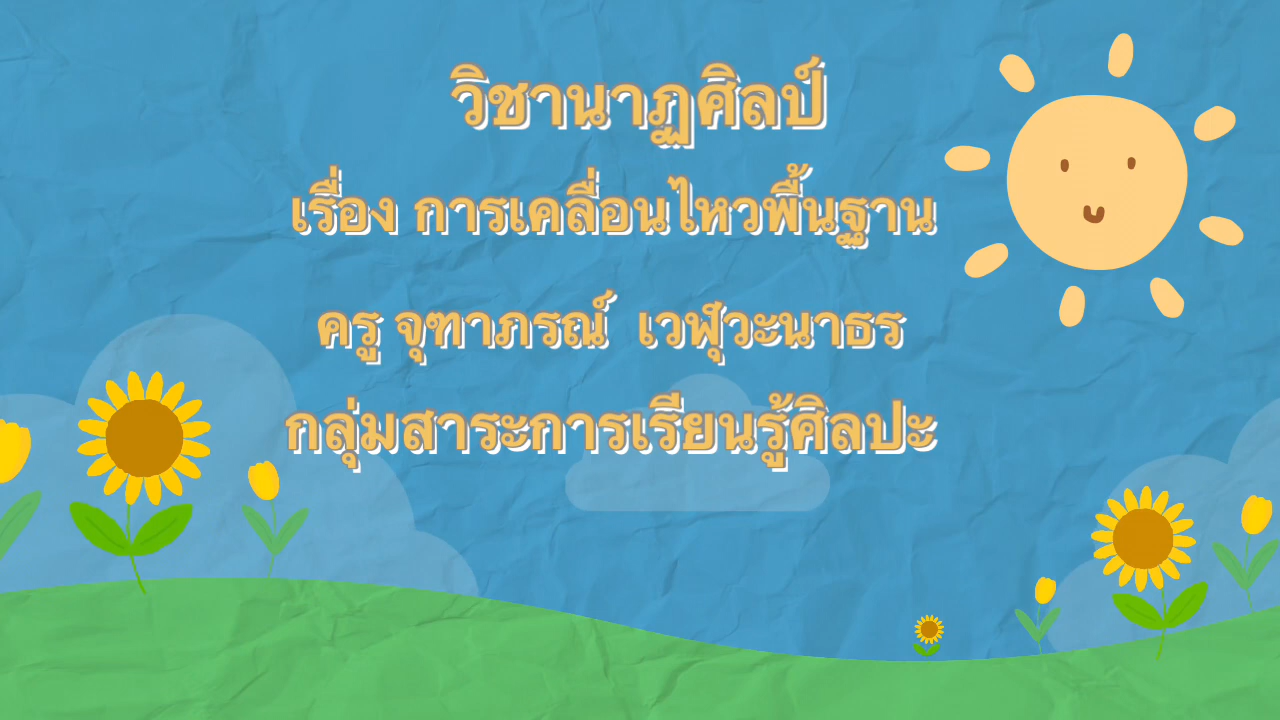 วิชานาฏศิลป์
เรื่อง การเคลื่อนไหวพื้นฐาน
ครู จุฑาภรณ์ เวฬุวะนาธร
กลุ่มสาระการเรียนรู้ศิลปะ